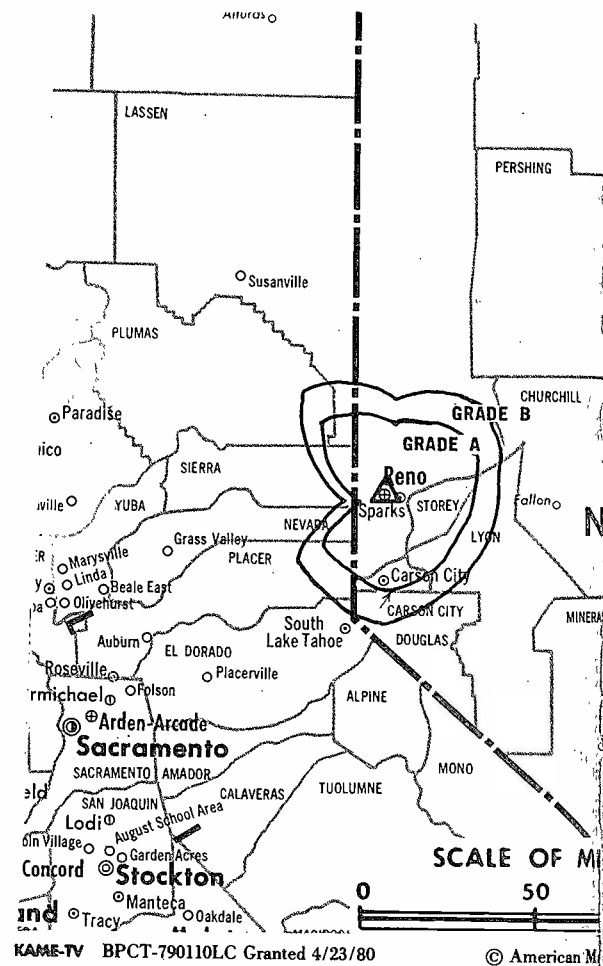 Alturas
LASSEN
PERSHING
Susanville
PLUMAS
CHURCHILL
Paradise
GRADE B
GRADE A
SIERRA
Reno
YUBA
Sparks
STOREY
Fallon
NEVADA
LYON
Grass Valley
PLACER
Marysville
Linda
Beale East
Carson City
Olivehurst
CARSON CITY
MINERA
South
Lake Tahoe
DOUGLAS
Auburn
EL DORADO
Roseville
Placerville
Folson
ALPINE
rmichael
Arden-Arcade
Sacramento
MONO
SACRAMENTO
AMADOR
TUOLUMNE
CALAVERAS
SAN JOAQUIN
August School Area
Lodi
Garden Acres
SCALE OF MI
Concord
Stockton
0 50
Manteca
Tracy
Oakdale
KAME-TV BPCT-790110LC Granted 4/23/80
© American M